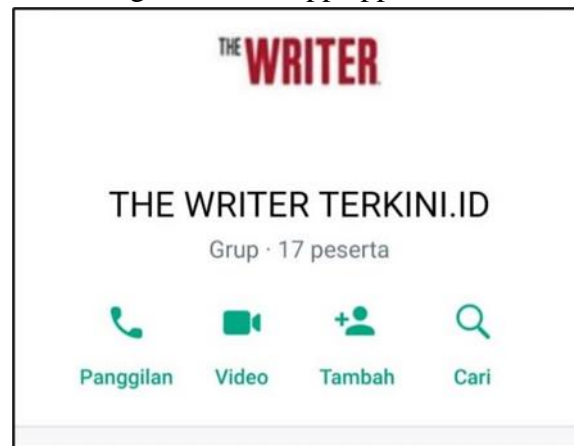 THE WRITER
THE WRITER TERKINI.ID
Grup · 17 peserta
Panggilan Video Tambah Cari